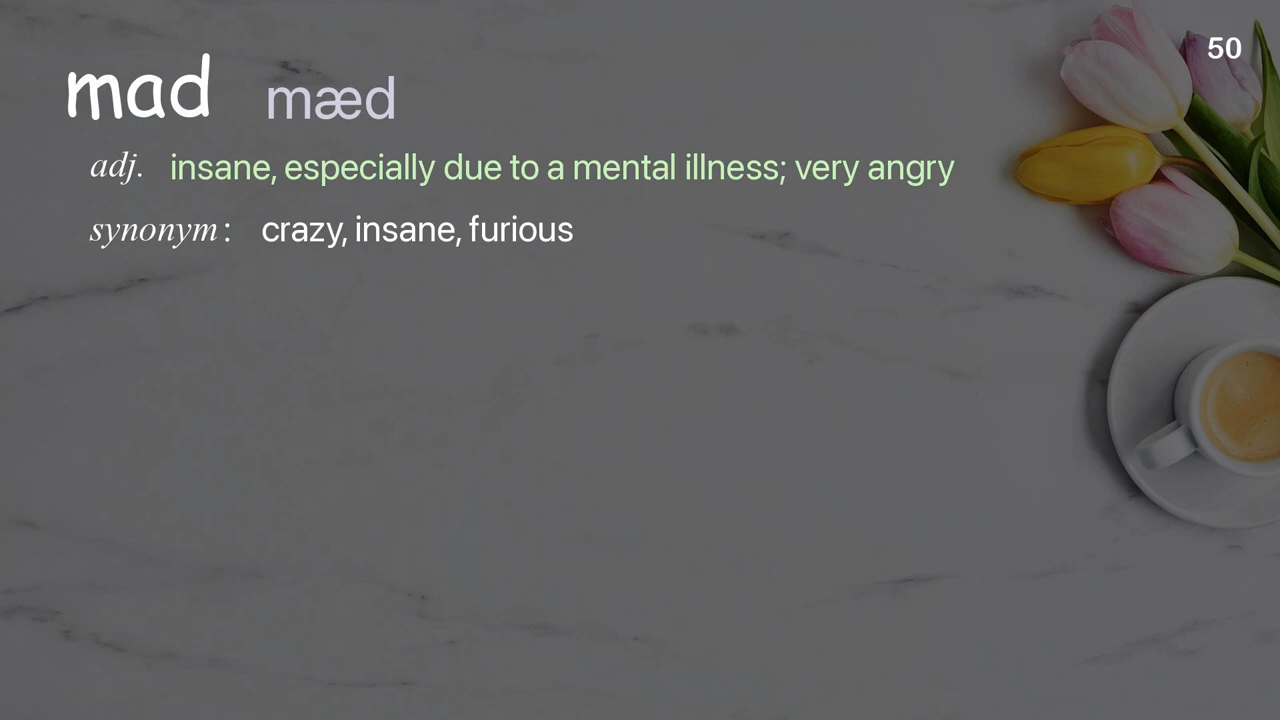 50
mad mæd
adj. insane, especially due to a mental illness; very angry
synonym: crazy, insane, furious